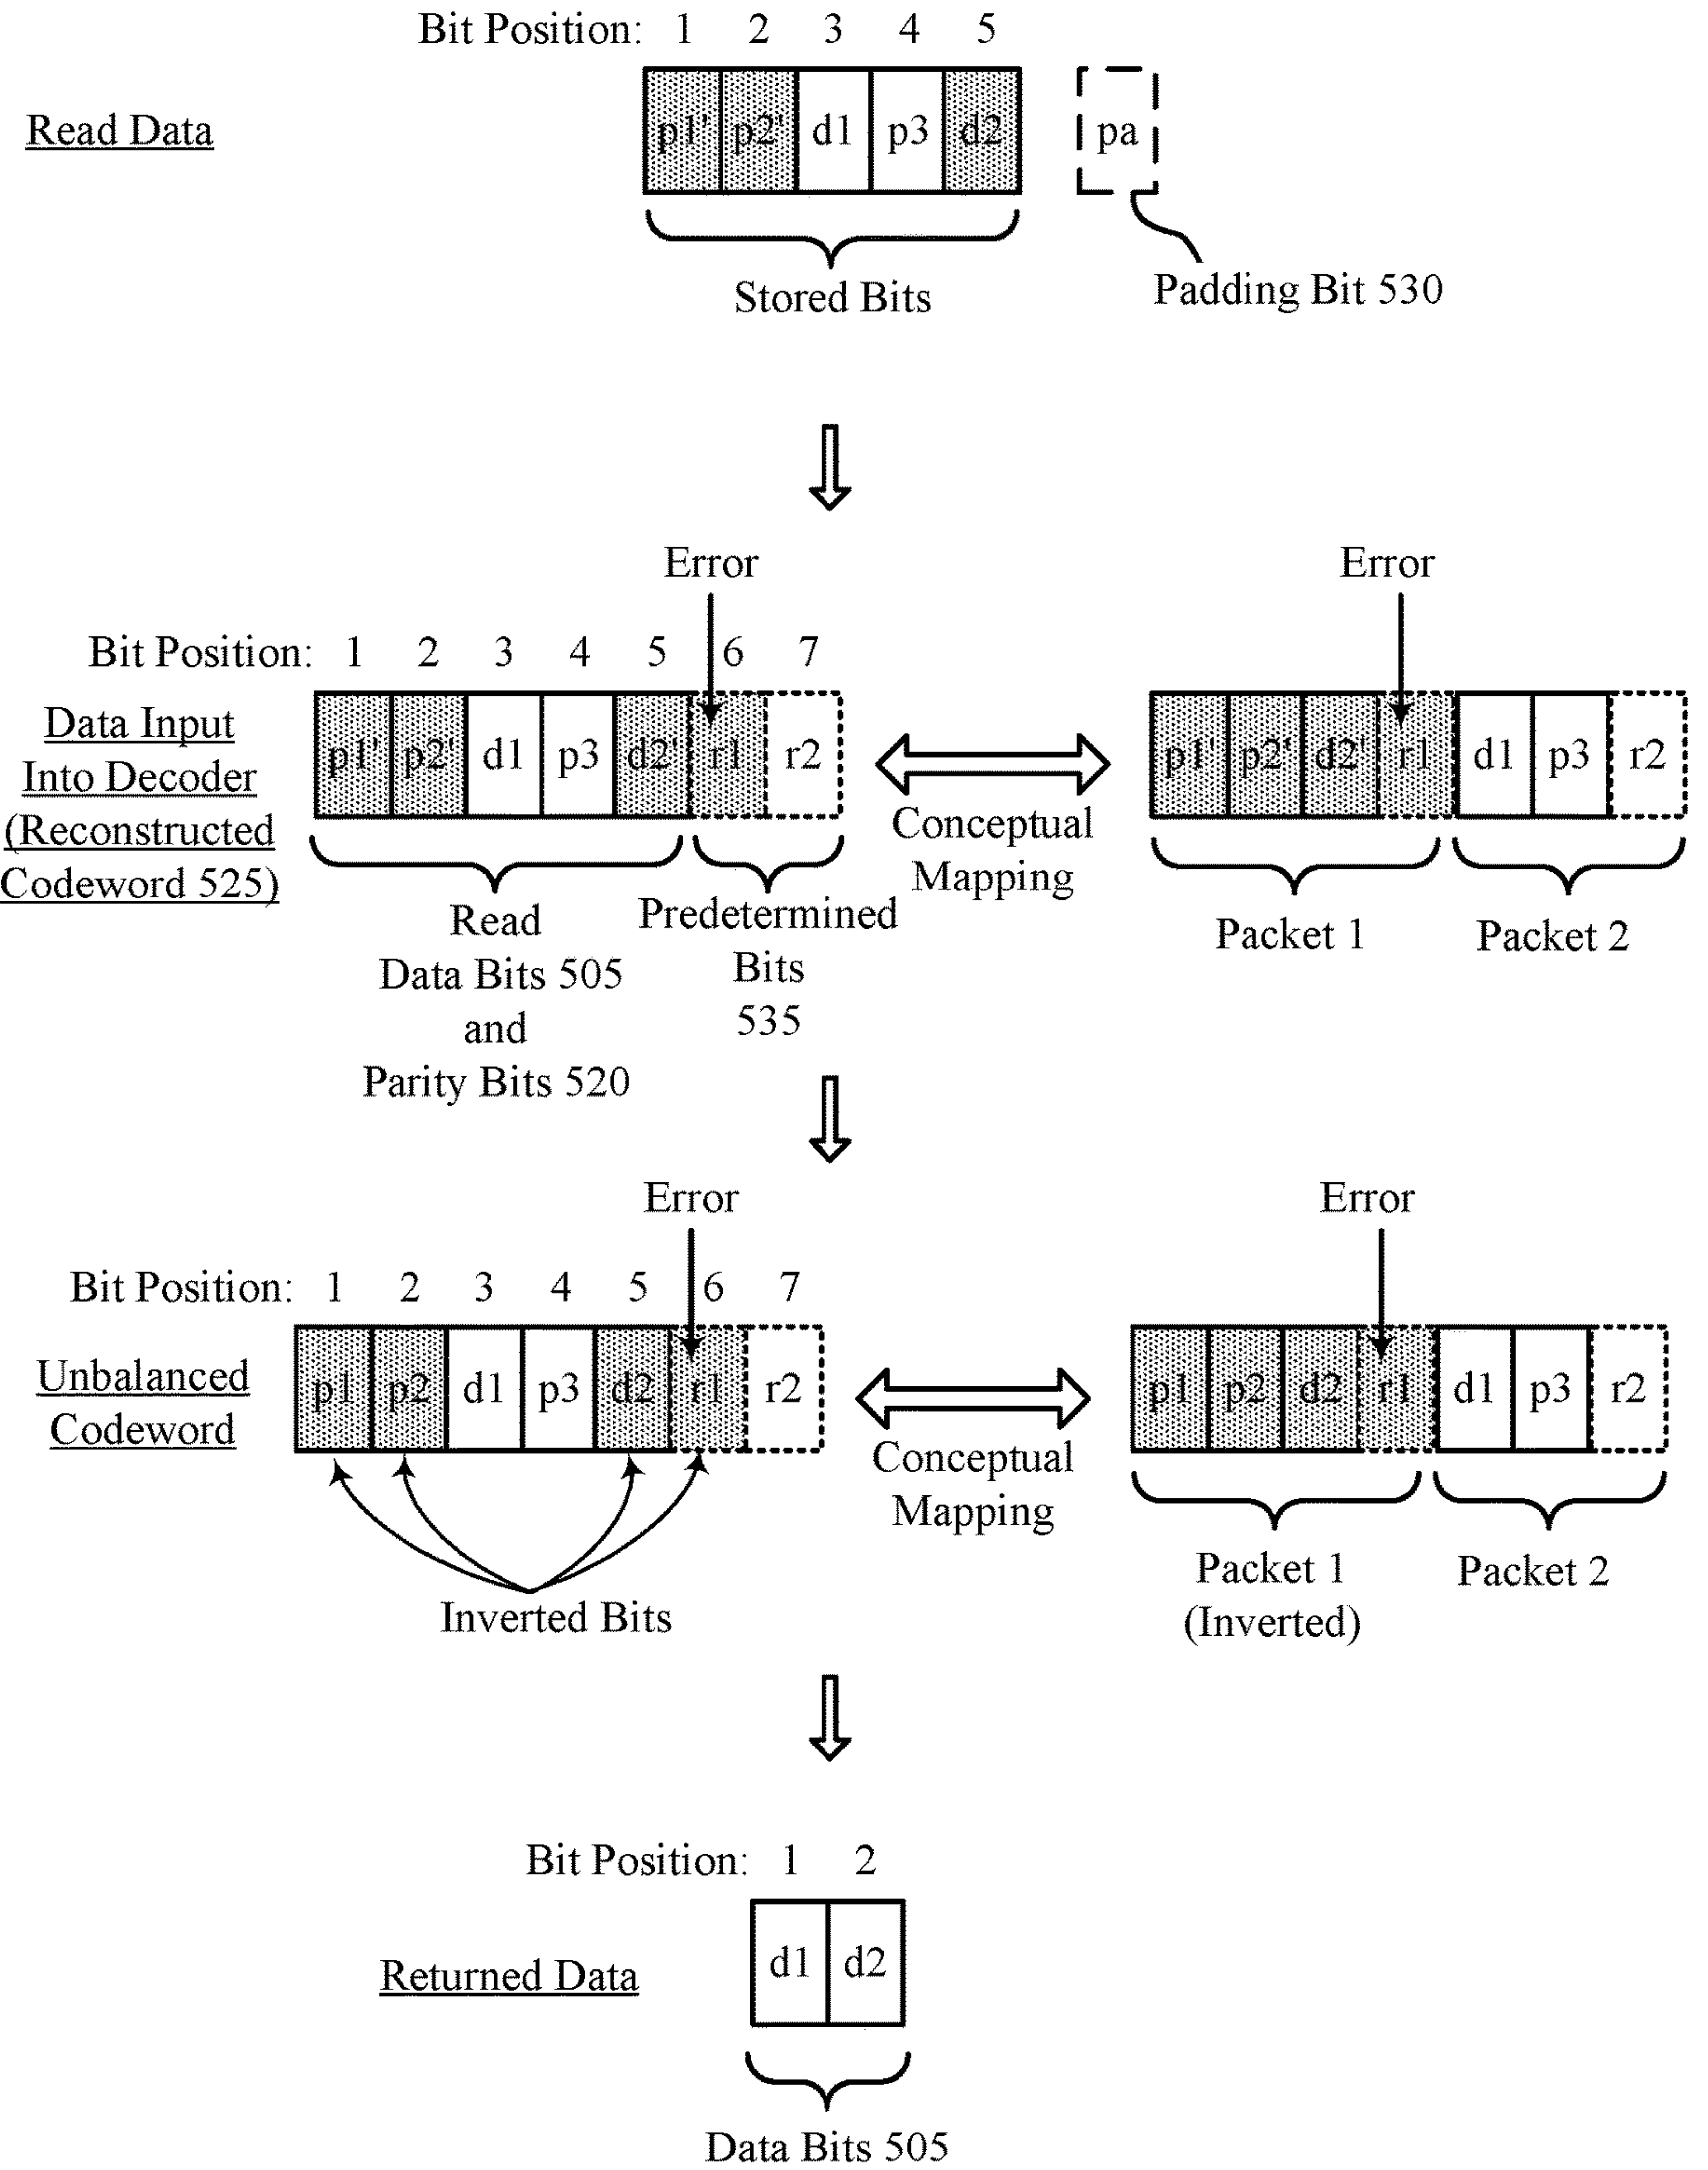 Bit Position: 1 2 3 4 5
Read Data
p1' p2' d1 p3 d2 pa
Stored Bits
Padding Bit 530
Error
Error
Bit Position: 1 2 3 4 5 6 7
Data Input
Into Decoder
(Reconstructed
Codeword 525)
p1' p2' d1 p3 d2' r1 r2
Conceptual
Mapping
p1' p2' d2' r1 d1 p3 r2
Read
Data Bits 505
and
Parity Bits 520
Predetermined
Bits
535
Packet 1
Packet 2
Error
Error
Bit Position: 1 2 3 4 5 6 7
Unbalanced
Codeword
p1 p2 d1 p3 d2 r1 r2
Conceptual
Mapping
p1 p2 d2 r1 d1 p3 r2
Inverted Bits
Packet 1
(Inverted)
Packet 2
Bit Position: 1 2
Returned Data
d1 d2
Data Bits 505